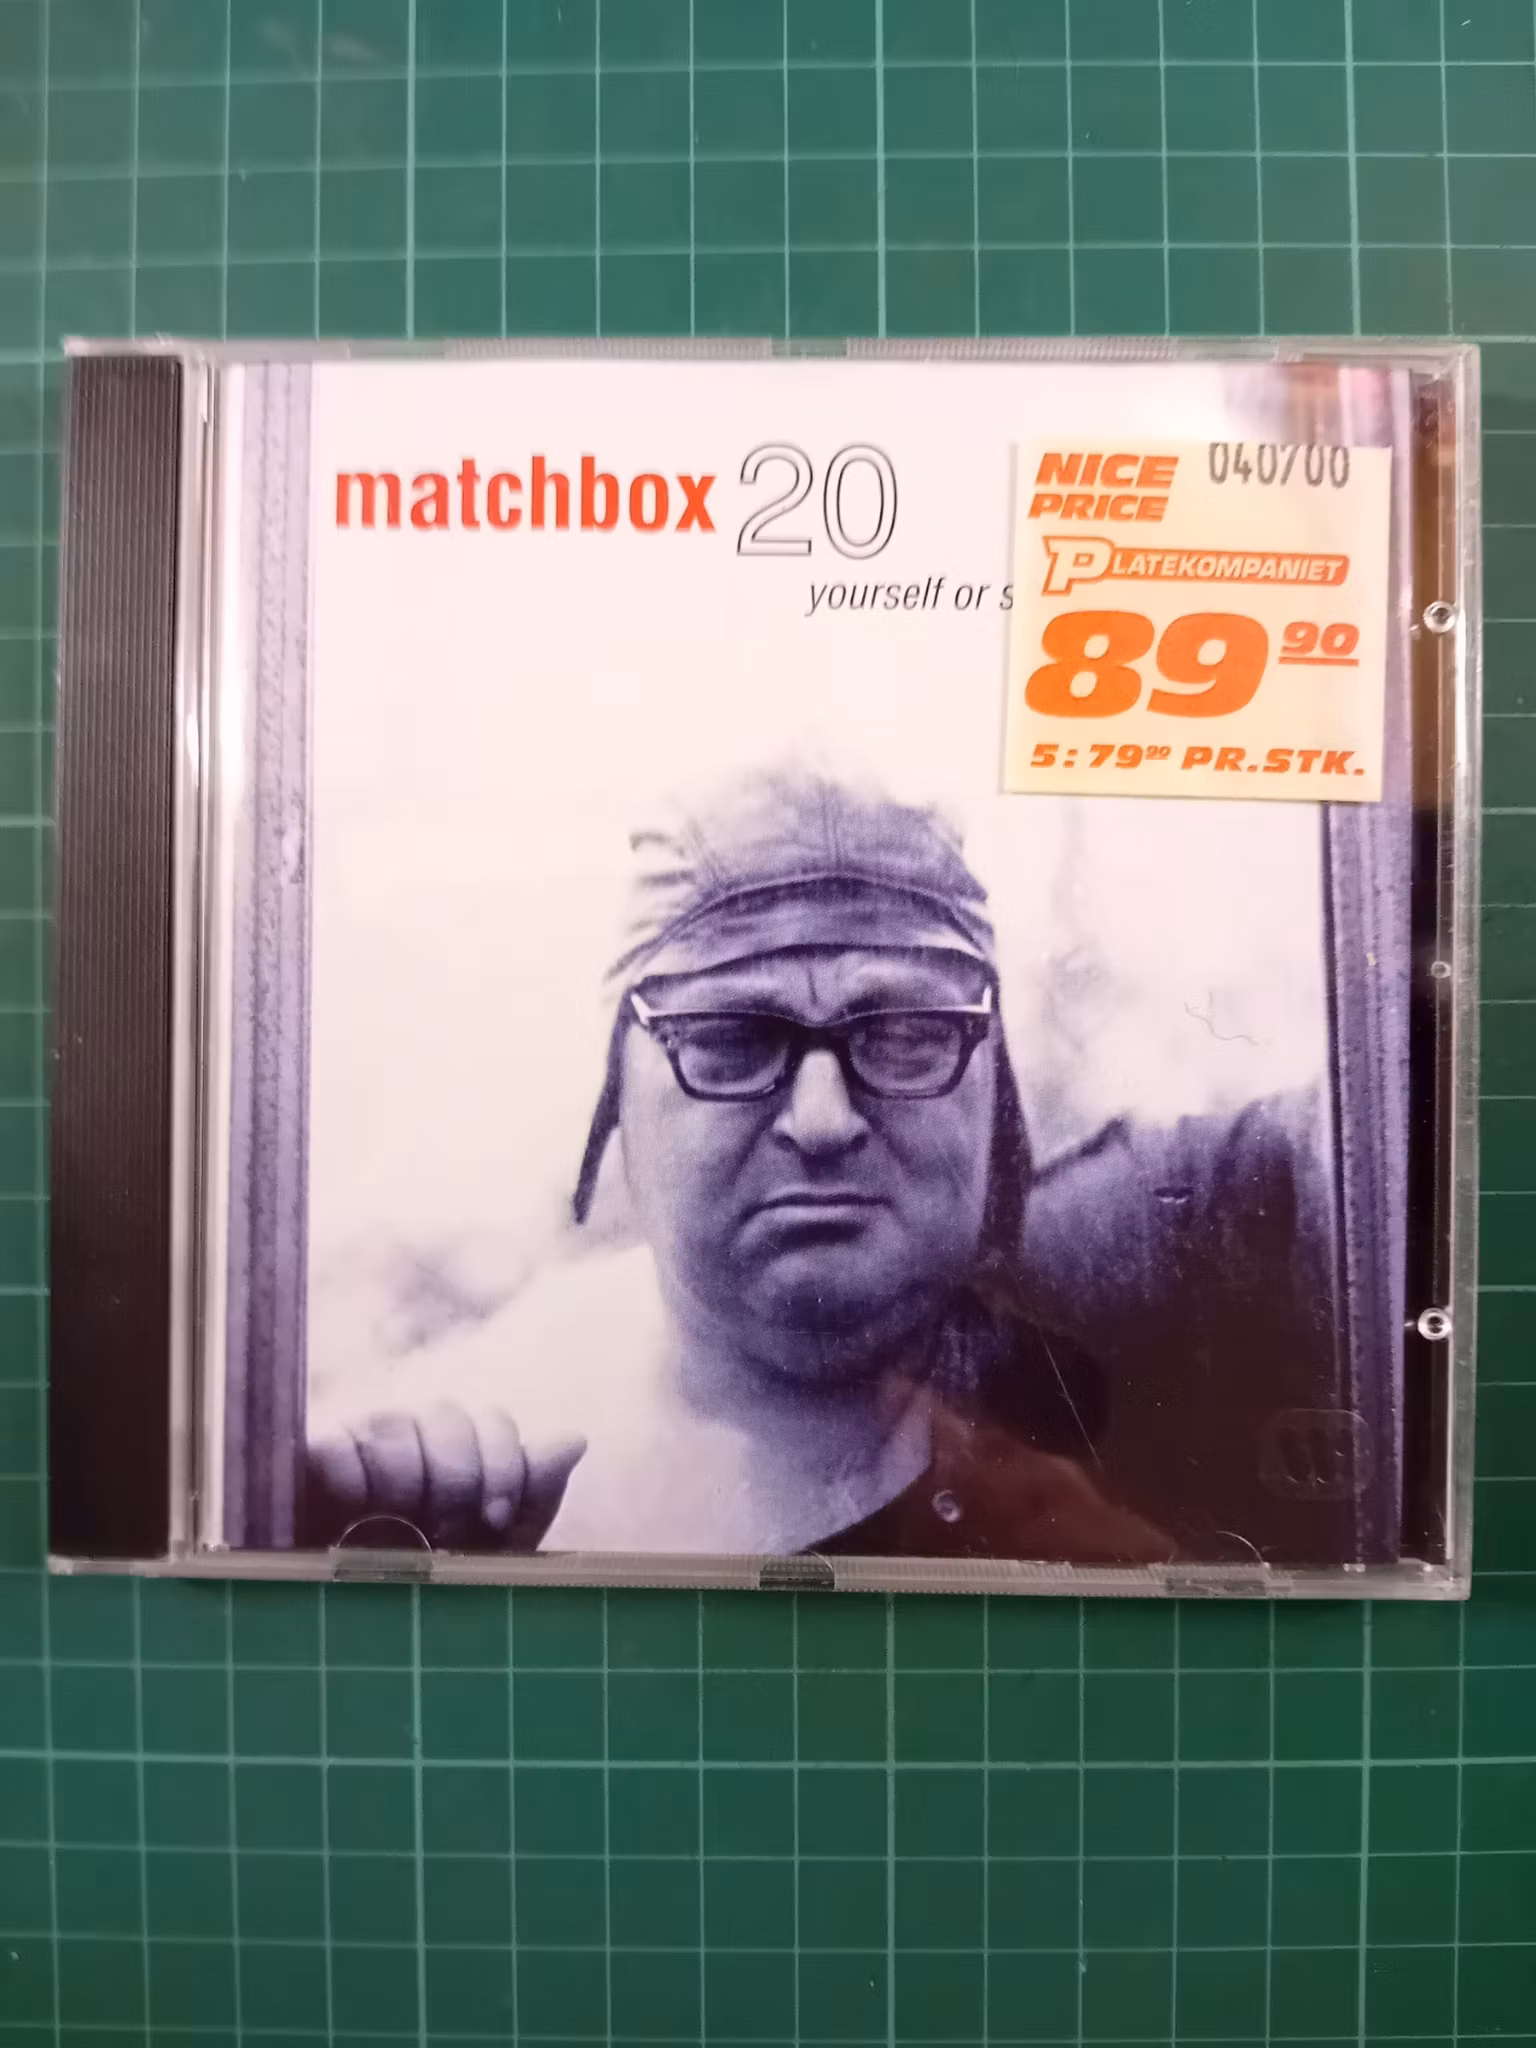 matchbox 20
yourself or s
NICE
PRICE
040700
PLATEKOMPANIET
89 90
5:79 90 PR.STK.